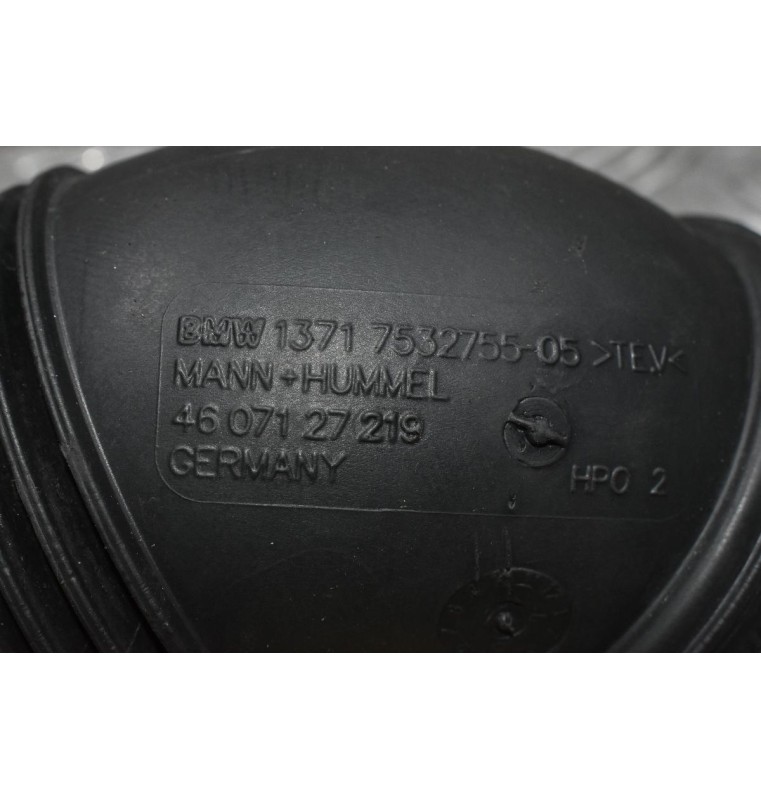 BMW 1371 7532755-05 >TEV<
MANN+HUMMEL
46 071 27 219
GERMANY
HPO 2